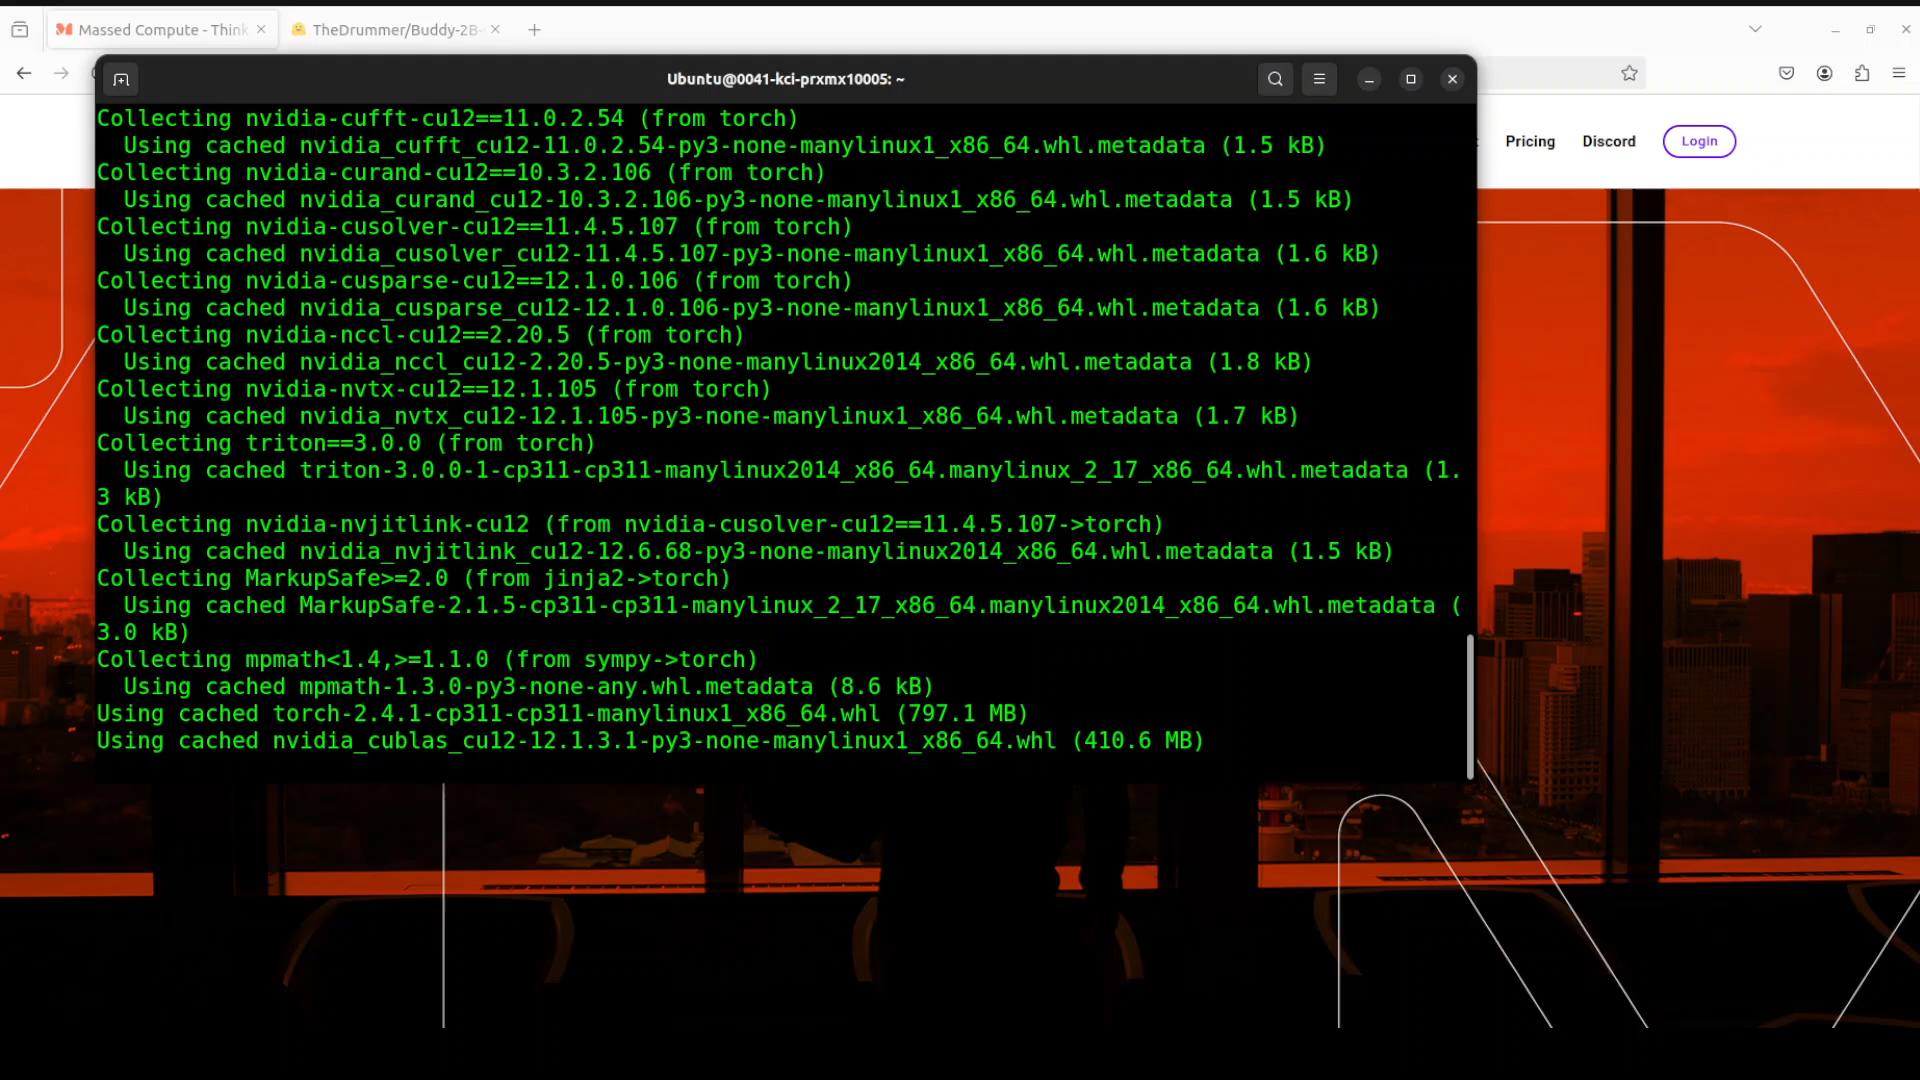 Massed Compute - Think
TheDrummer/Buddy-2B-
Ubuntu@0041-kci-prxmx10005: ~
Pricing
Discord
Login
Collecting nvidia-cufft-cu12==11.0.2.54 (from torch)
Using cached nvidia_cufft_cu12-11.0.2.54-py3-none-manylinux1_x86_64.whl.metadata (1.5 kB)
Collecting nvidia-curand-cu12==10.3.2.106 (from torch)
Using cached nvidia_curand_cu12-10.3.2.106-py3-none-manylinux1_x86_64.whl.metadata (1.5 kB)
Collecting nvidia-cusolver-cu12==11.4.5.107 (from torch)
Using cached nvidia_cusolver_cu12-11.4.5.107-py3-none-manylinux1_x86_64.whl.metadata (1.6 kB)
Collecting nvidia-cusparse-cu12==12.1.0.106 (from torch)
Using cached nvidia_cusparse_cu12-12.1.0.106-py3-none-manylinux1_x86_64.whl.metadata (1.6 kB)
Collecting nvidia-nccl-cu12==2.20.5 (from torch)
Using cached nvidia_nccl_cu12-2.20.5-py3-none-manylinux2014_x86_64.whl.metadata (1.8 kB)
Collecting nvidia-nvtx-cu12==12.1.105 (from torch)
Using cached nvidia_nvtx_cu12-12.1.105-py3-none-manylinux1_x86_64.whl.metadata (1.7 kB)
Collecting triton==3.0.0 (from torch)
Using cached triton-3.0.0-1-cp311-cp311-manylinux2014_x86_64.manylinux_2_17_x86_64.whl.metadata (1.
3 kB)
Collecting nvidia-nvjitlink-cu12 (from nvidia-cusolver-cu12==11.4.5.107->torch)
Using cached nvidia_nvjitlink_cu12-12.6.68-py3-none-manylinux2014_x86_64.whl.metadata (1.5 kB)
Collecting MarkupSafe>=2.0 (from jinja2->torch)
Using cached MarkupSafe-2.1.5-cp311-cp311-manylinux_2_17_x86_64.manylinux2014_x86_64.whl.metadata (
3.0 kB)
Collecting mpmath<1.4,>=1.1.0 (from sympy->torch)
Using cached mpmath-1.3.0-py3-none-any.whl.metadata (8.6 kB)
Using cached torch-2.4.1-cp311-cp311-manylinux1_x86_64.whl (797.1 MB)
Using cached nvidia_cublas_cu12-12.1.3.1-py3-none-manylinux1_x86_64.whl (410.6 MB)